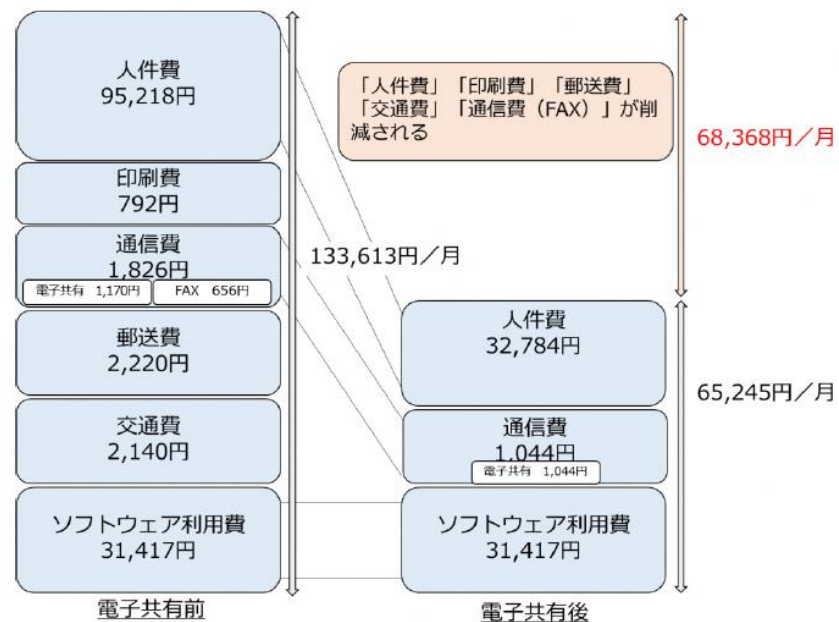 人件費
95,218円
印刷費
792円
通信費
1,826円
電子共有 1,170円
FAX 656円
郵送費
2,220円
交通費
2,140円
ソフトウェア利用費
31,417円
電子共有前
133,613円／月
「人件費」「印刷費」「郵送費」
「交通費」「通信費（FAX）」が削
減される
68,368円／月
人件費
32,784円
通信費
1,044円
電子共有 1,044円
ソフトウェア利用費
31,417円
電子共有後
65,245円／月